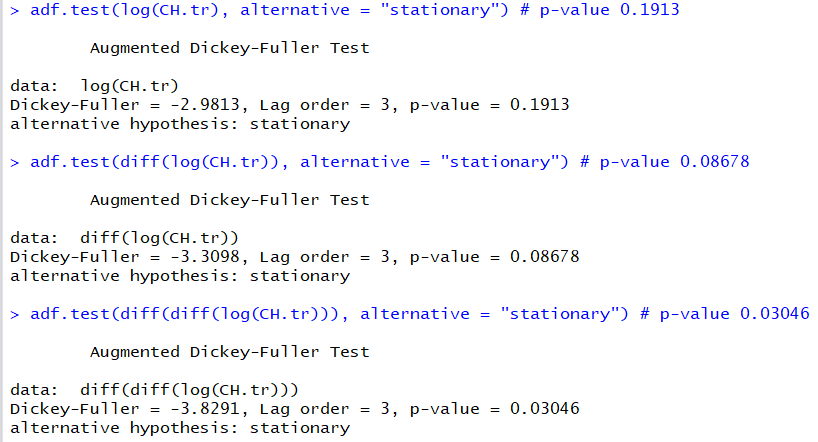 > adf.test(log(CH.tr), alternative = "stationary") # p-value 0.1913
Augmented Dickey-Fuller Test
data:  log(CH.tr)
Dickey-Fuller = -2.9813, Lag order = 3, p-value = 0.1913
alternative hypothesis: stationary
> adf.test(diff(log(CH.tr)), alternative = "stationary") # p-value 0.08678
Augmented Dickey-Fuller Test
data:  diff(log(CH.tr))
Dickey-Fuller = -3.3098, Lag order = 3, p-value = 0.08678
alternative hypothesis: stationary
> adf.test(diff(diff(log(CH.tr))), alternative = "stationary") # p-value 0.03046
Augmented Dickey-Fuller Test
data:  diff(diff(log(CH.tr)))
Dickey-Fuller = -3.8291, Lag order = 3, p-value = 0.03046
alternative hypothesis: stationary